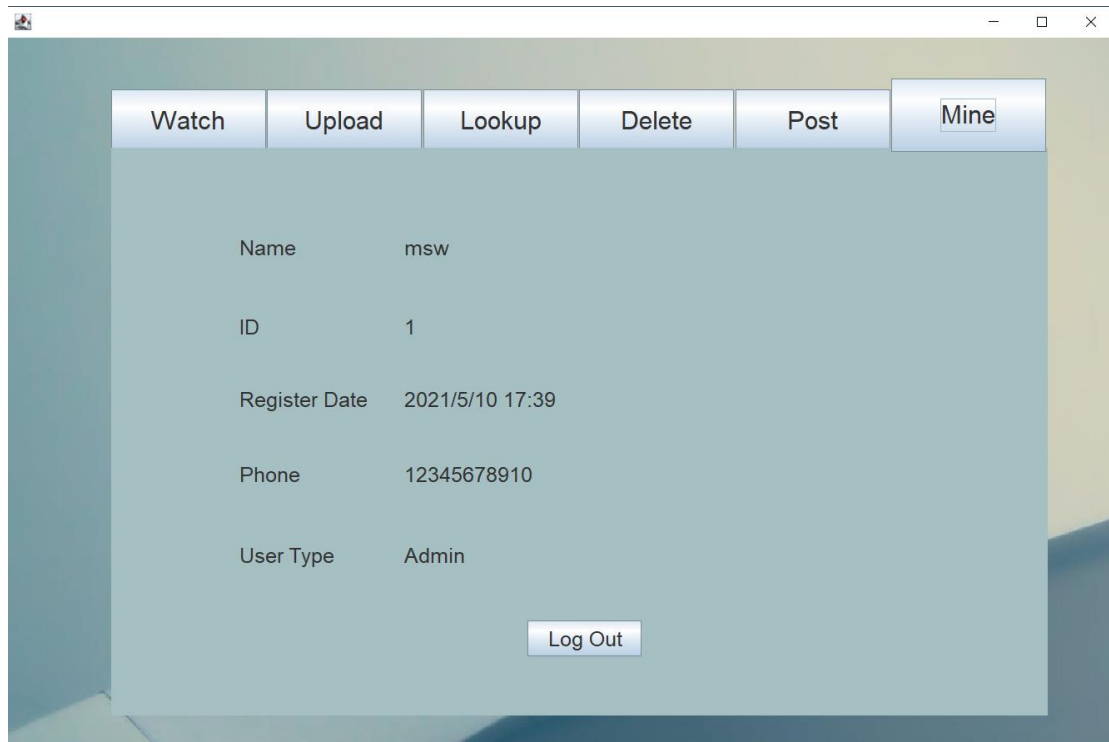 Watch Upload Lookup Delete Post Mine
Name msw
ID 1
Register Date 2021/5/10 17:39
Phone 12345678910
User Type Admin
Log Out